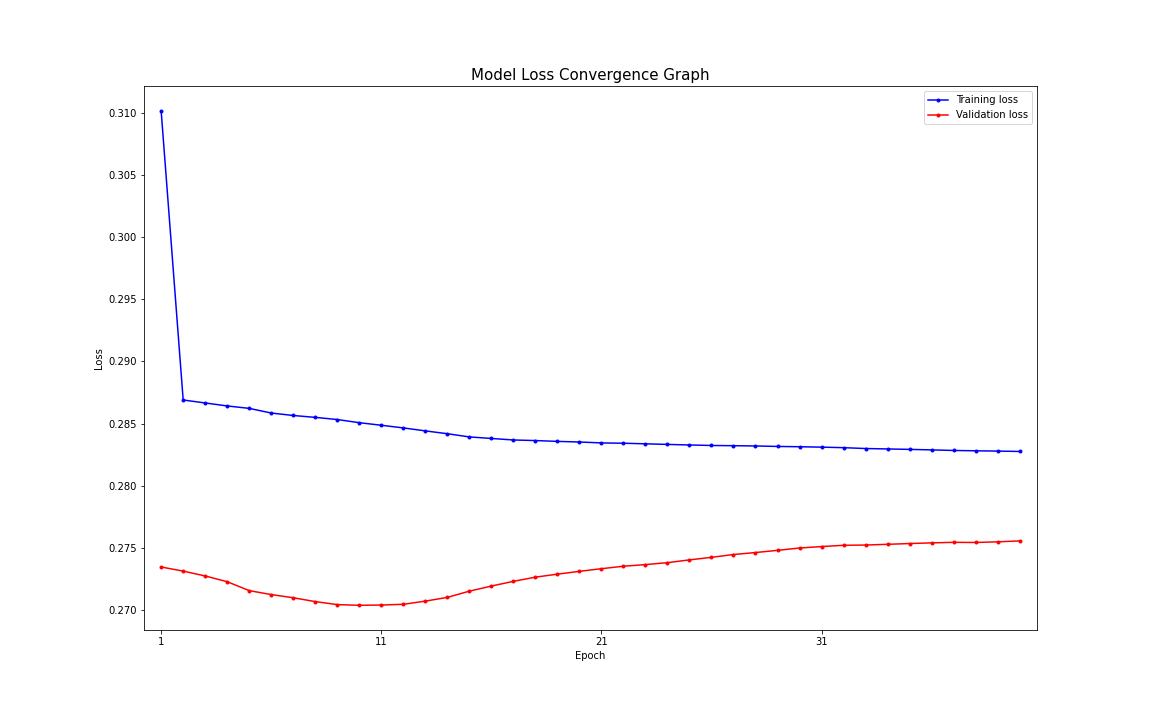 Model Loss Convergence Graph
Training loss
Validation loss
0.310
0.305
0.300
0.295
0.290
0.285
0.280
0.275
0.270
Loss
1
11
21
31
Epoch